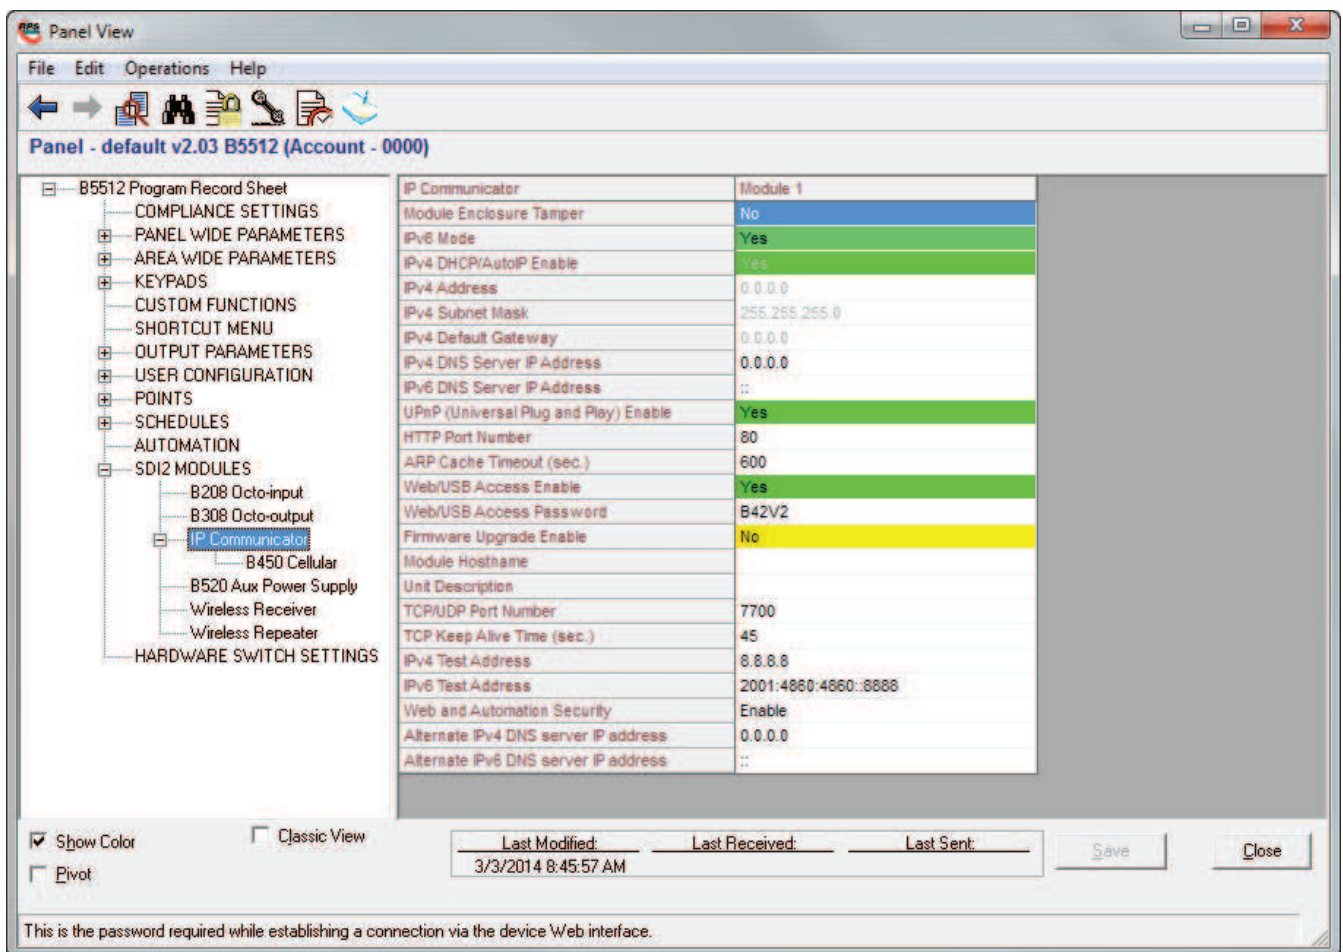 RPS Panel View
File Edit Operations Help
Panel - default v2.03 B5512 (Account - 0000)
B5512 Program Record Sheet
COMPLIANCE SETTINGS
PANEL WIDE PARAMETERS
AREA WIDE PARAMETERS
KEYPADS
CUSTOM FUNCTIONS
SHORTCUT MENU
OUTPUT PARAMETERS
USER CONFIGURATION
POINTS
SCHEDULES
AUTOMATION
SDI2 MODULES
B208 Octo-input
B308 Octo-output
IP Communicator
B450 Cellular
B520 Aux Power Supply
Wireless Receiver
Wireless Repeater
HARDWARE SWITCH SETTINGS
IP Communicator Module 1
Module Enclosure Tamper No
IPv6 Mode Yes
IPv4 DHCP/AutoIP Enable Yes
IPv4 Address 0.0.0.0
IPv4 Subnet Mask 255.255.255.0
IPv4 Default Gateway 0.0.0.0
IPv4 DNS Server IP Address 0.0.0.0
IPv6 DNS Server IP Address ::
UPnP (Universal Plug and Play) Enable Yes
HTTP Port Number 80
ARP Cache Timeout (sec.) 600
Web/USB Access Enable Yes
Web/USB Access Password B42V2
Firmware Upgrade Enable No
Module Hostname
Unit Description
TCP/UDP Port Number 7700
TCP Keep Alive Time (sec.) 45
IPv4 Test Address 8.8.8.8
IPv6 Test Address 2001:4860:4860::8888
Web and Automation Security Enable
Alternate IPv4 DNS server IP address 0.0.0.0
Alternate IPv6 DNS server IP address ::
Show Color Classic View
Pivot
Last Modified: Last Received: Last Sent:
3/3/2014 8:45:57 AM
Save Close
This is the password required while establishing a connection via the device Web interface.